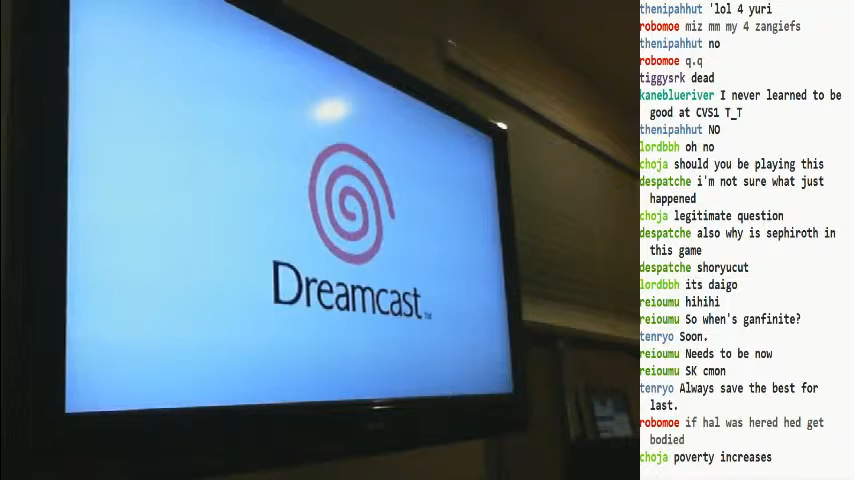 Dreamcast
thenipahhut 'lol 4 yuri
robomoe miz mm my 4 zangiefs
thenipahhut no
robomoe q.q
tiggysrk dead
kaneblueriver I never learned to be
good at CVS1 T_T
thenipahhut NO
lordbbh oh no
choja should you be playing this
despatche i'm not sure what just
happened
choja legitimate question
despatche also why is sephiroth in
this game
despatche shoryucut
lordbbh its daigo
reioumu hihihi
reioumu So when's ganfinite?
tenryo Soon.
reioumu Needs to be now
reioumu SK cmon
tenryo Always save the best for
last.
robomoe if hal was hered hed get
bodied
choja poverty increases